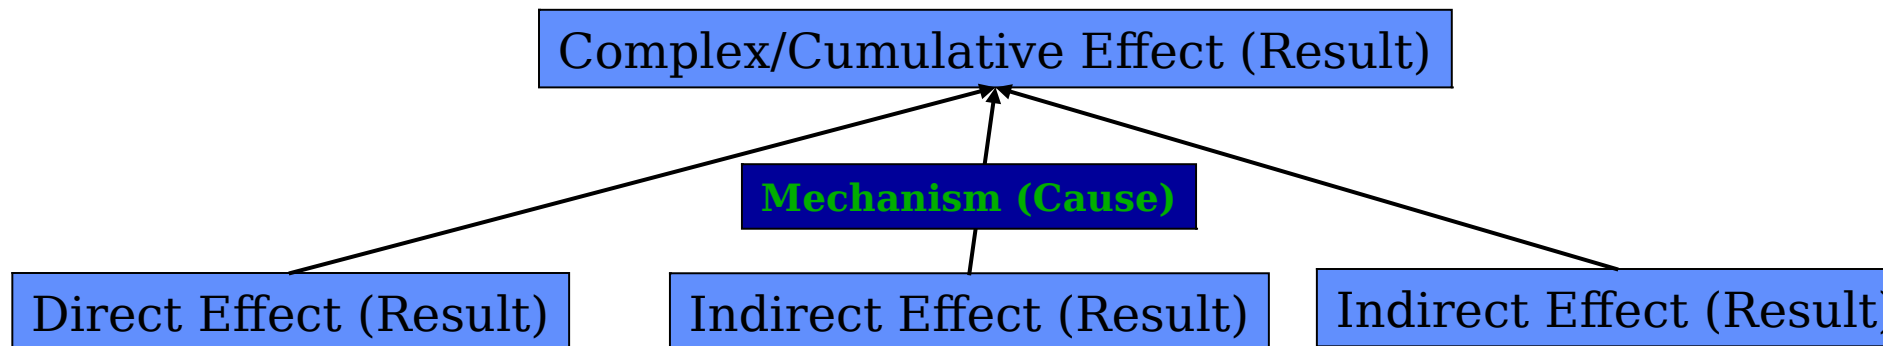 Complex/Cumulative Effect (Result)
Mechanism (Cause)
Direct Effect (Result)
Indirect Effect (Result)
Indirect Effect (Result)